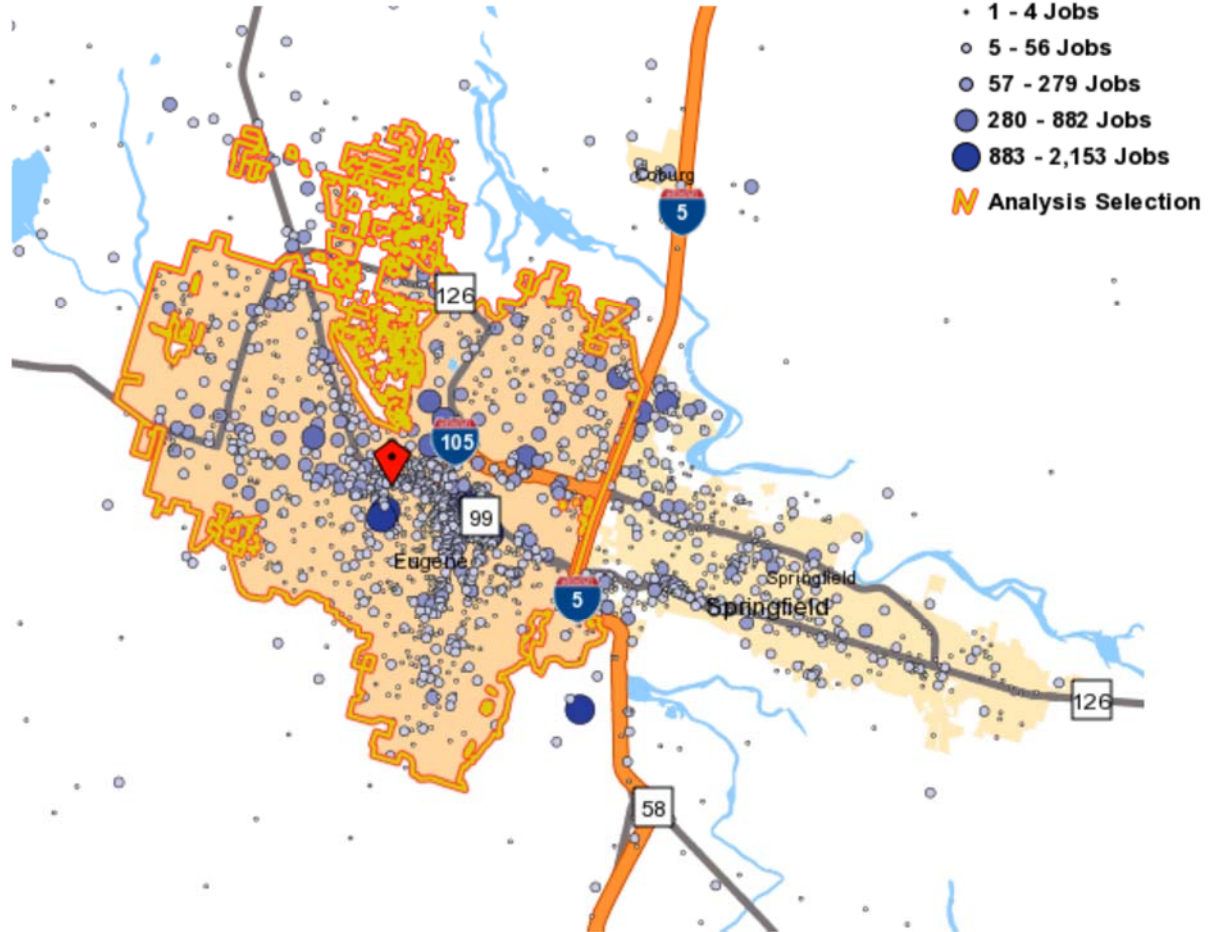 1 - 4 Jobs
5 - 56 Jobs
57 - 279 Jobs
280 - 882 Jobs
883 - 2,153 Jobs
Analysis Selection
Coburg
5
126
105
99
Eugene
Springfield
5
Springfield
126
58